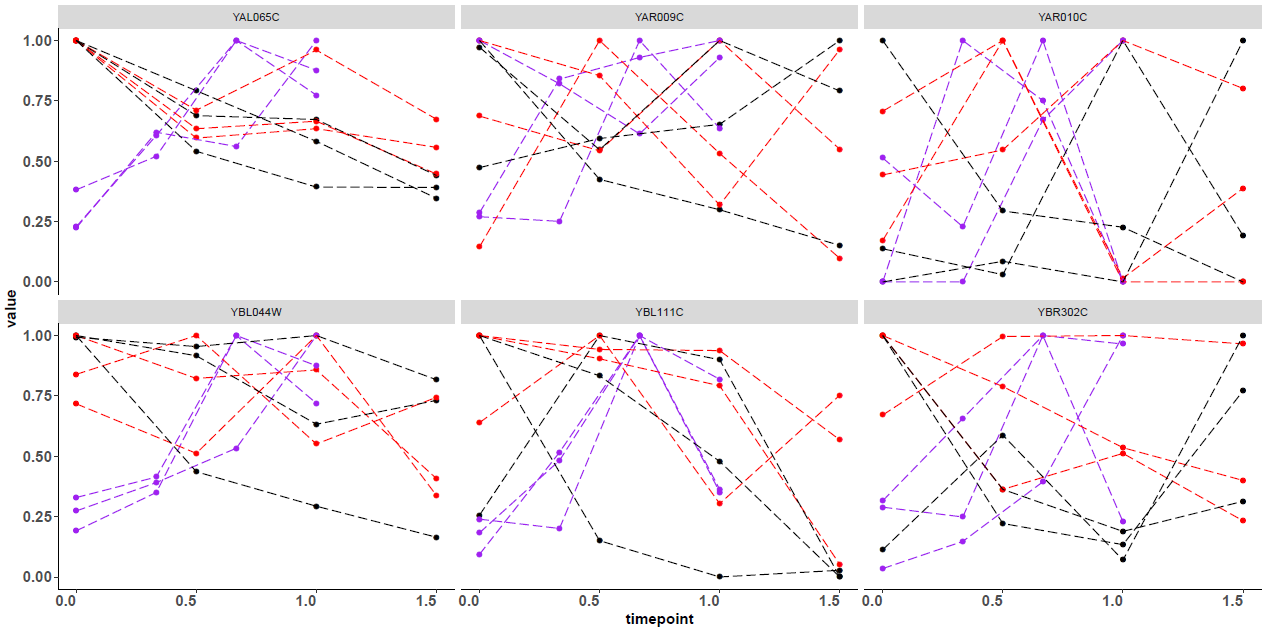 YAL065C YAR009C YAR010C
1.00
0.75
0.50
0.25
0.00
YBL044W YBL111C YBR302C
1.00
0.75
0.50
0.25
0.00
value
0.0 0.5 1.0 1.5 0.0 0.5 1.0 1.5 0.0 0.5 1.0 1.5
timepoint